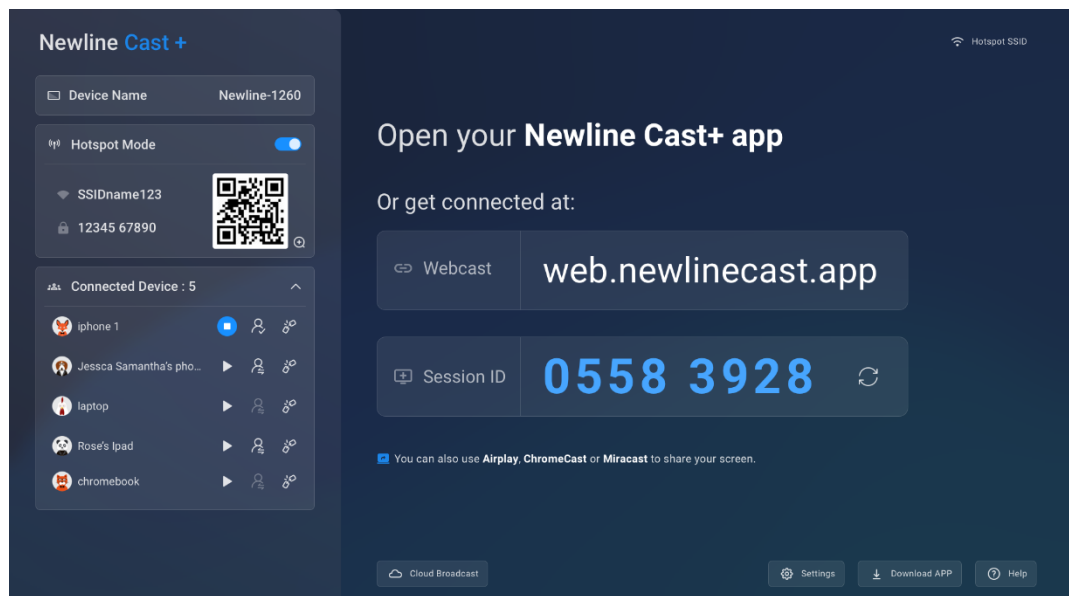 Newline Cast +
Hotspot SSID
Device Name Newline-1260
Hotspot Mode
SSIDname123
12345 67890
Connected Device : 5
iphone 1
Jessca Samantha's pho...
laptop
Rose's Ipad
chromebook
Open your Newline Cast+ app
Or get connected at:
Webcast web.newlinecast.app
Session ID 0558 3928
You can also use Airplay, ChromeCast or Miracast to share your screen.
Cloud Broadcast
Settings
Download APP
Help